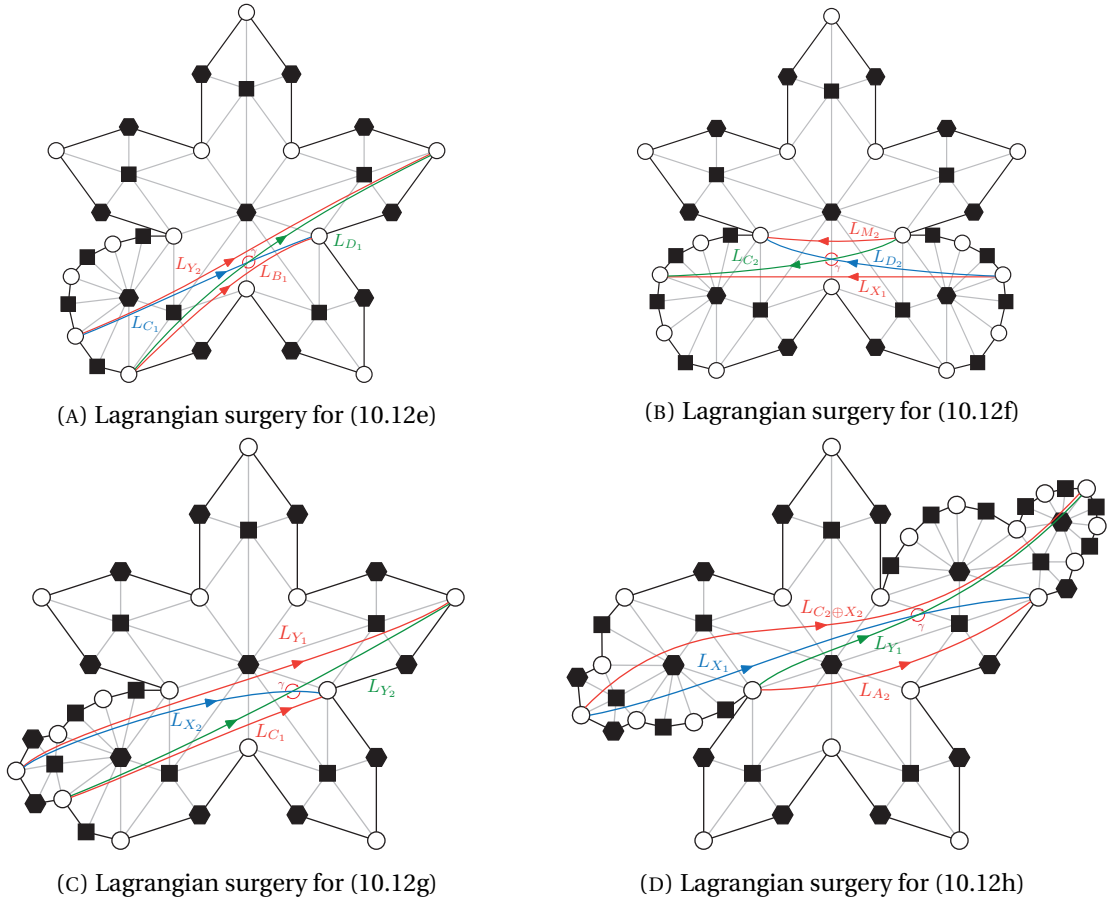 L_{Y_2}
L_{D_1}
L_{B_1}
L_{C_1}
γ
(A) Lagrangian surgery for (10.12e)
L_{M_2}
L_{C_2}
L_{D_2}
γ
L_{X_1}
(B) Lagrangian surgery for (10.12f)
L_{Y_1}
γ
L_{Y_2}
L_{X_2}
L_{C_1}
(C) Lagrangian surgery for (10.12g)
L_{C_2⊕X_2}
γ
L_{X_1}
L_{Y_1}
L_{A_2}
(D) Lagrangian surgery for (10.12h)